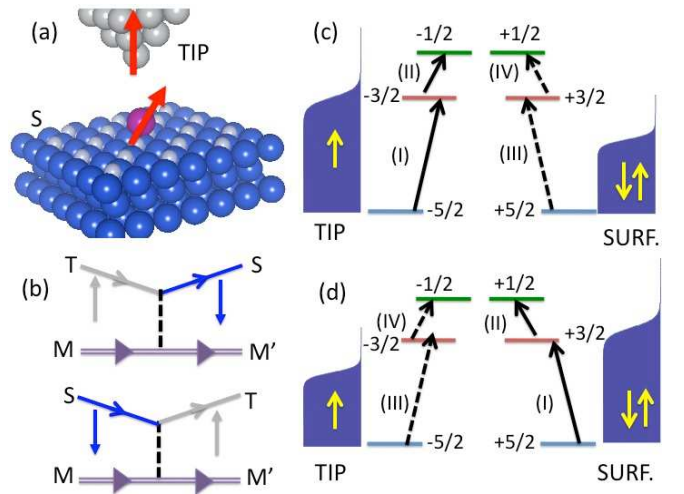 (a)
TIP
S
(b)
T
S
M
M'
S
T
M
M'
(c)
-1/2
+1/2
(II)
(IV)
-3/2
+3/2
(I)
(III)
-5/2
+5/2
TIP
SURF.
(d)
-1/2
+1/2
(IV)
(II)
-3/2
+3/2
(III)
(I)
-5/2
+5/2
TIP
SURF.